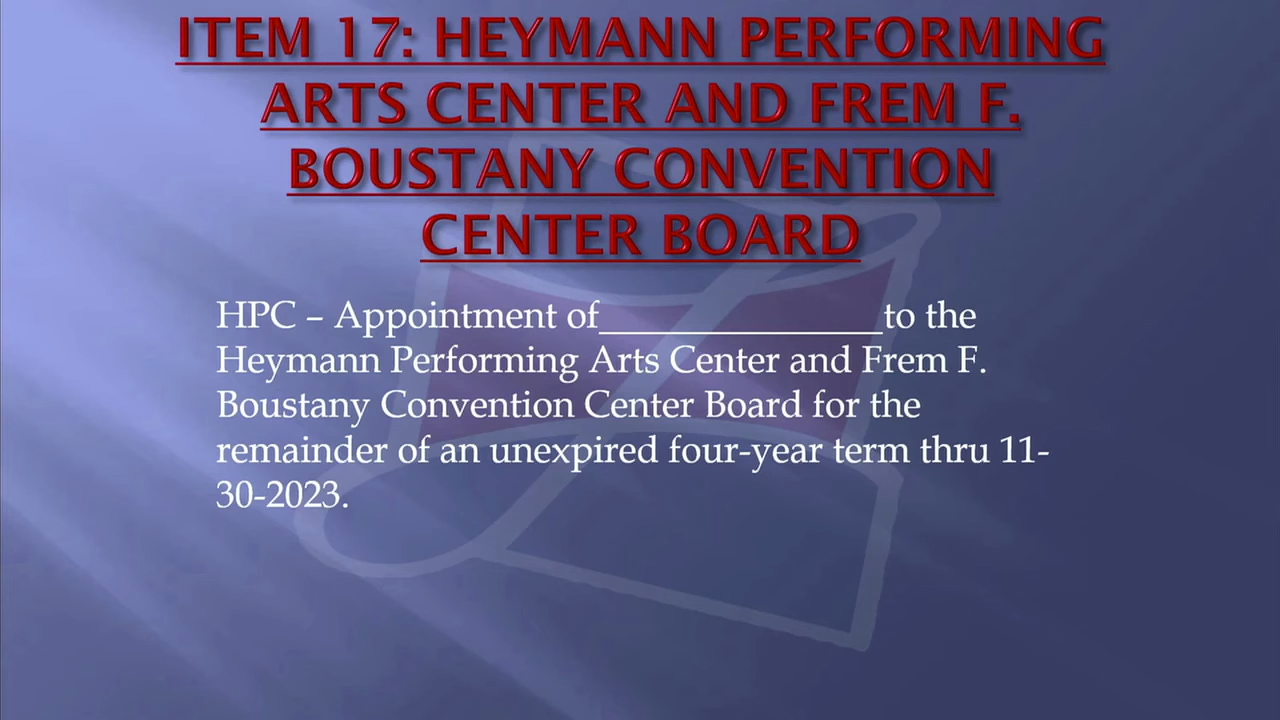 ITEM 17: HEYMANN PERFORMING
ARTS CENTER AND FREM F.
BOUSTANY CONVENTION
CENTER BOARD
HPC – Appointment of_______________to the
Heymann Performing Arts Center and Frem F.
Boustany Convention Center Board for the
remainder of an unexpired four-year term thru 11-
30-2023.